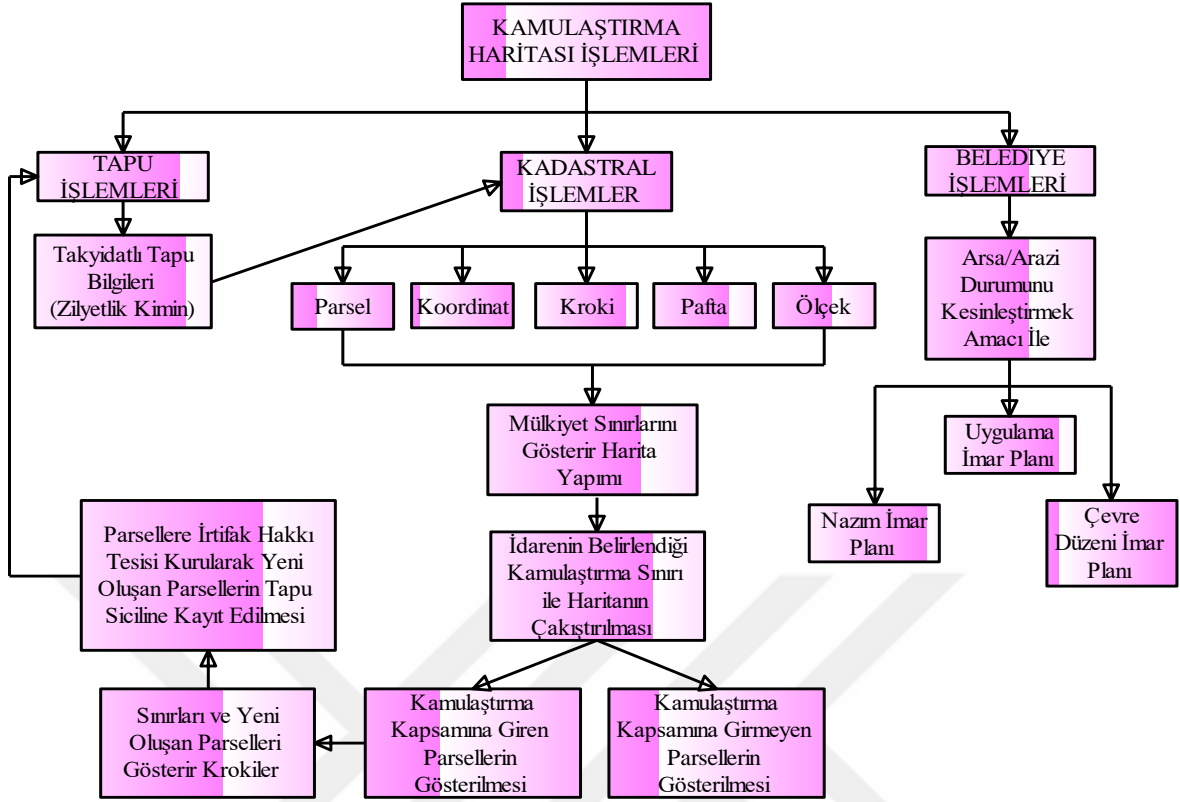 KAMULAŞTIRMA
HARİTASI İŞLEMLERİ
TAPU
İŞLEMLERİ
KADASTRAL
İŞLEMLER
BELEDİYE
İŞLEMLERİ
Takyidatlı Tapu
Bilgileri
(Zilyetlik Kimin)
Parsel
Koordinat
Kroki
Pafta
Ölçek
Arsa/Arazi
Durumunu
Kesinleştirmek
Amacı İle
Mülkiyet Sınırlarını
Gösterir Harita
Yapımı
Uygulama
İmar Planı
Nazım İmar
Planı
Çevre
Düzeni İmar
Planı
Parsellere İrtifak Hakkı
Tesisi Kurularak Yeni
Oluşan Parsellerin Tapu
Siciline Kayıt Edilmesi
İdarenin Belirlendiği
Kamulaştırma Sınırı
ile Haritanın
Çakıştırılması
Sınırları ve Yeni
Oluşan Parselleri
Gösterir Krokiler
Kamulaştırma
Kapsamına Giren
Parsellerin
Gösterilmesi
Kamulaştırma
Kapsamına Girmeyen
Parsellerin
Gösterilmesi